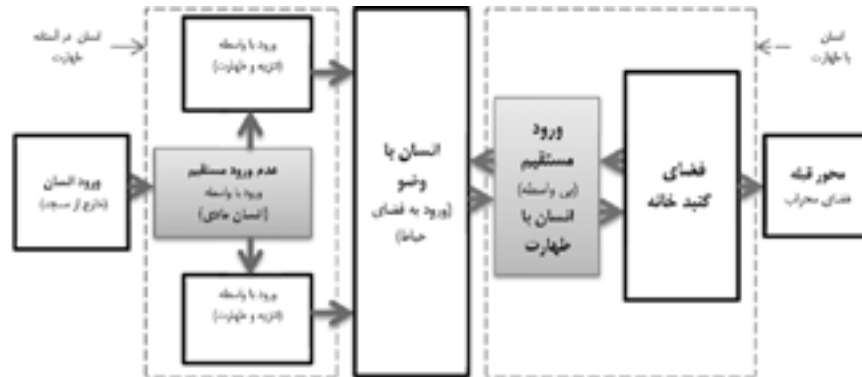 انسان در آستانه
طهارت
ورود با واسطه
(تنزیه و طهارت)
انسان
با طهارت
ورود انسان
(خارج از مسجد)
عدم ورود مستقیم
ورود با واسطه
(انسان مادی)
ورود با واسطه
(تنزیه و طهارت)
انسان با
وضو
(ورود به فضای
حیاط)
ورود
مستقیم
(بی واسطه)
انسان با
طهارت
فضای
گنبد خانه
محور قبله
فضای محراب